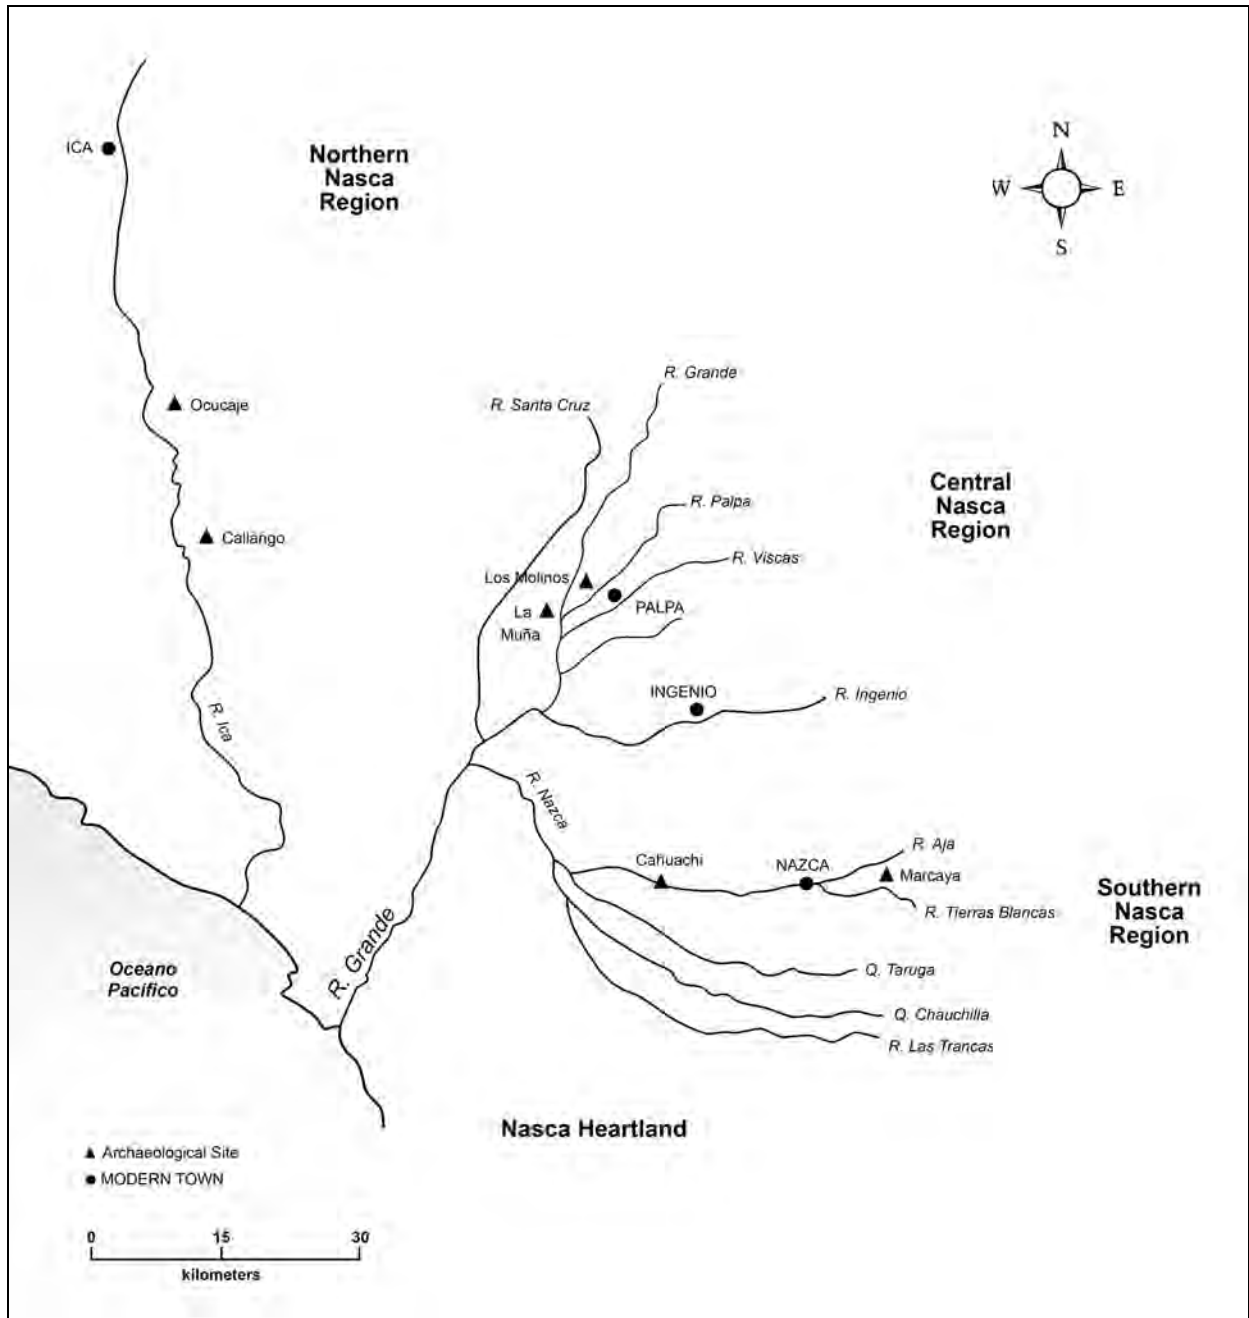 N
W E
S
ICA
Northern
Nasca
Region
R. Grande
R. Santa Cruz
Ocucaje
Central
Nasca
Region
R. Palpa
Callango
R. Viscas
Los Molinos
La
Muña
PALPA
INGENIO
R. Ingenio
R. Ica
R. Nazca
Cahuachi
NAZCA
R. Aja
Marcaya
R. Tierras Blancas
Southern
Nasca
Region
R. Grande
Oceano
Pacífico
Q. Taruga
Q. Chauchilla
R. Las Trancas
Nasca Heartland
Archaeological Site
MODERN TOWN
0 15 30
kilometers